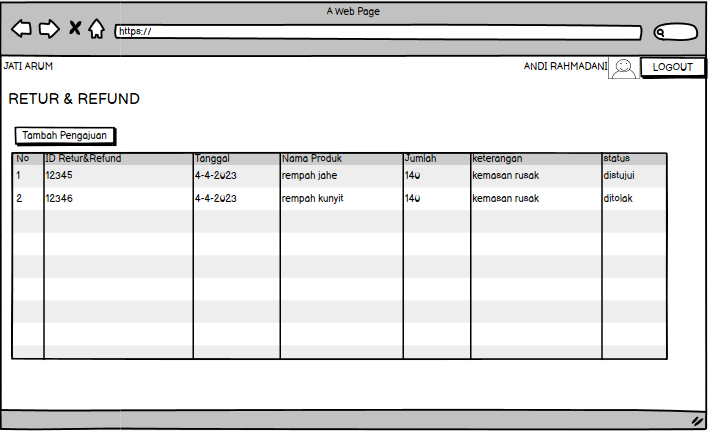 A Web Page
https://
JATI ARUM
ANDI RAHMADANI LOGOUT
RETUR & REFUND
Tambah Pengajuan
No ID Retur&Refund Tanggal Nama Produk Jumlah keterangan status
1 12345 4-4-2023 rempah jahe 140 kemasan rusak distujui
2 12346 4-4-2023 rempah kunyit 140 kemasan rusak ditolak